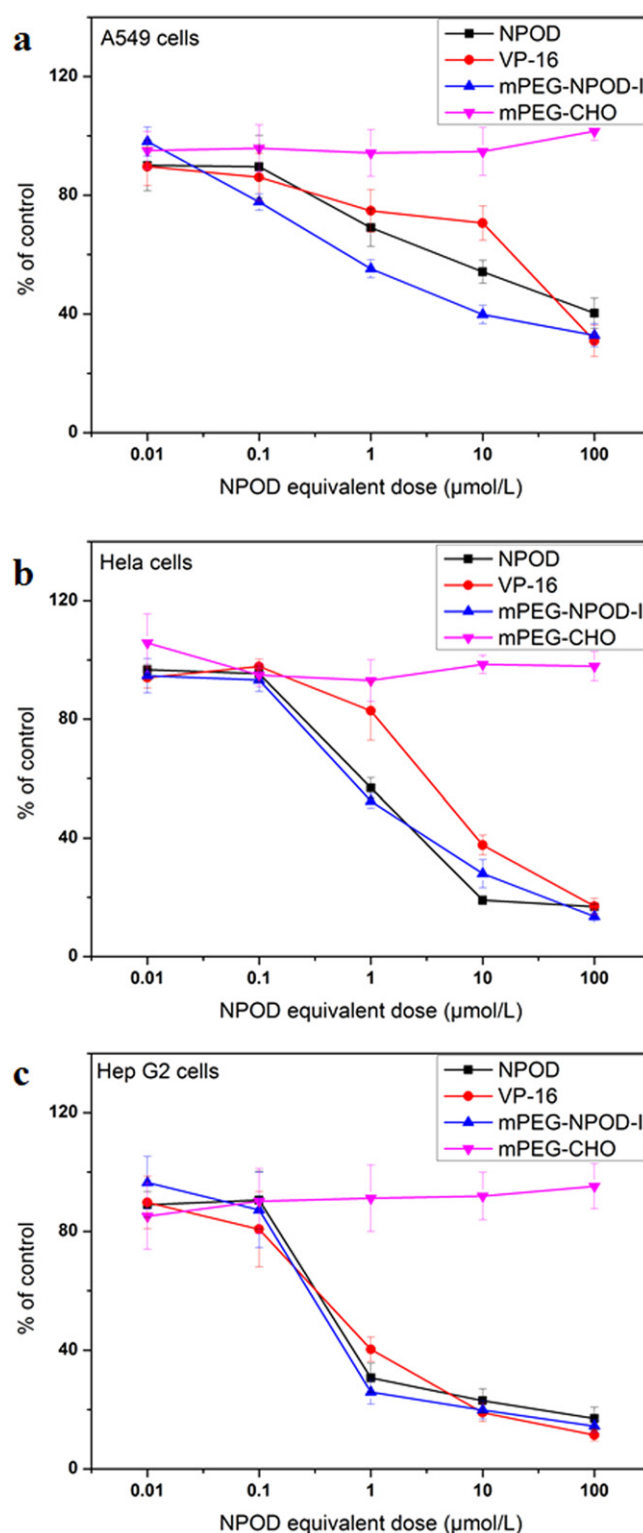 a
A549 cells
NPOD
VP-16
mPEG-NPOD-I
mPEG-CHO
120
80
40
0
% of control
0.01 0.1 1 10 100
NPOD equivalent dose (μmol/L)
b
Hela cells
NPOD
VP-16
mPEG-NPOD-I
mPEG-CHO
120
80
40
0
% of control
0.01 0.1 1 10 100
NPOD equivalent dose (μmol/L)
c
Hep G2 cells
NPOD
VP-16
mPEG-NPOD-I
mPEG-CHO
120
80
40
0
% of control
0.01 0.1 1 10 100
NPOD equivalent dose (μmol/L)